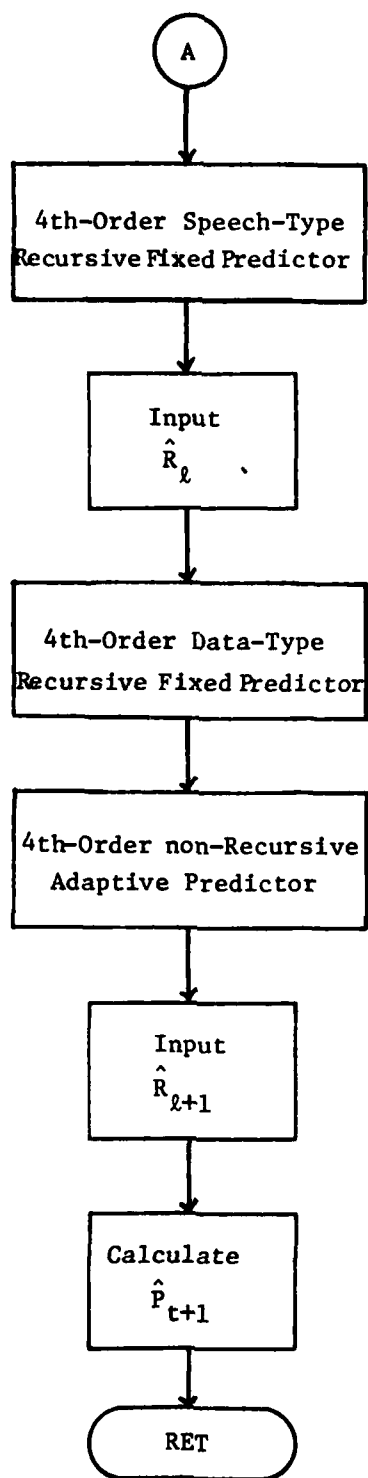 A
4th-Order Speech-Type
Recursive Fixed Predictor
Input
R̂ℓ
4th-Order Data-Type
Recursive Fixed Predictor
4th-Order non-Recursive
Adaptive Predictor
Input
R̂ℓ+1
Calculate
P̂t+1
RET